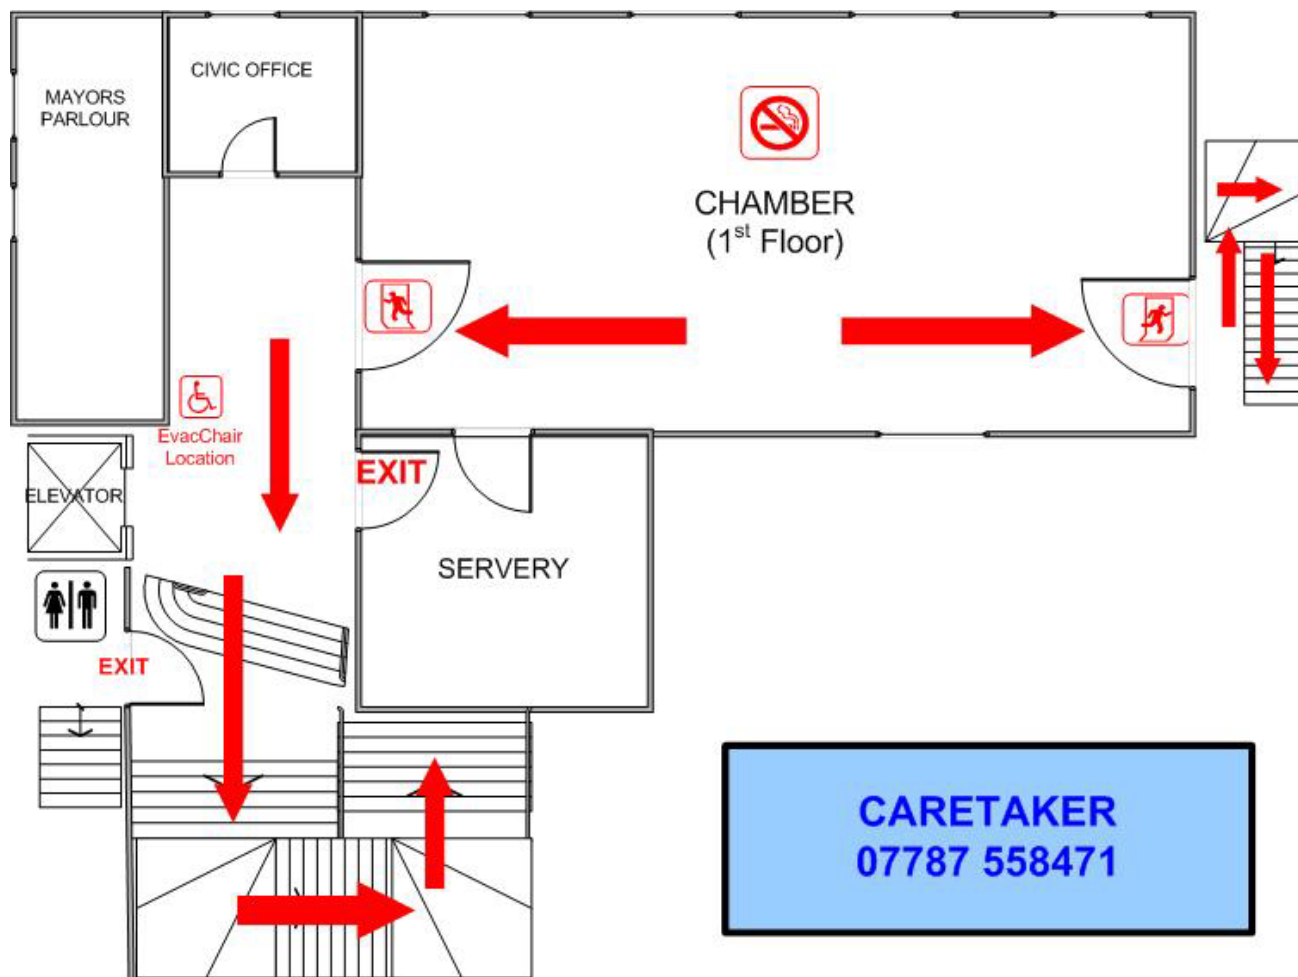 CIVIC OFFICE
MAYORS
PARLOUR
CHAMBER
(1st Floor)
EvacChair
Location
EXIT
ELEVATOR
SERVERY
EXIT
CARETAKER
07787 558471